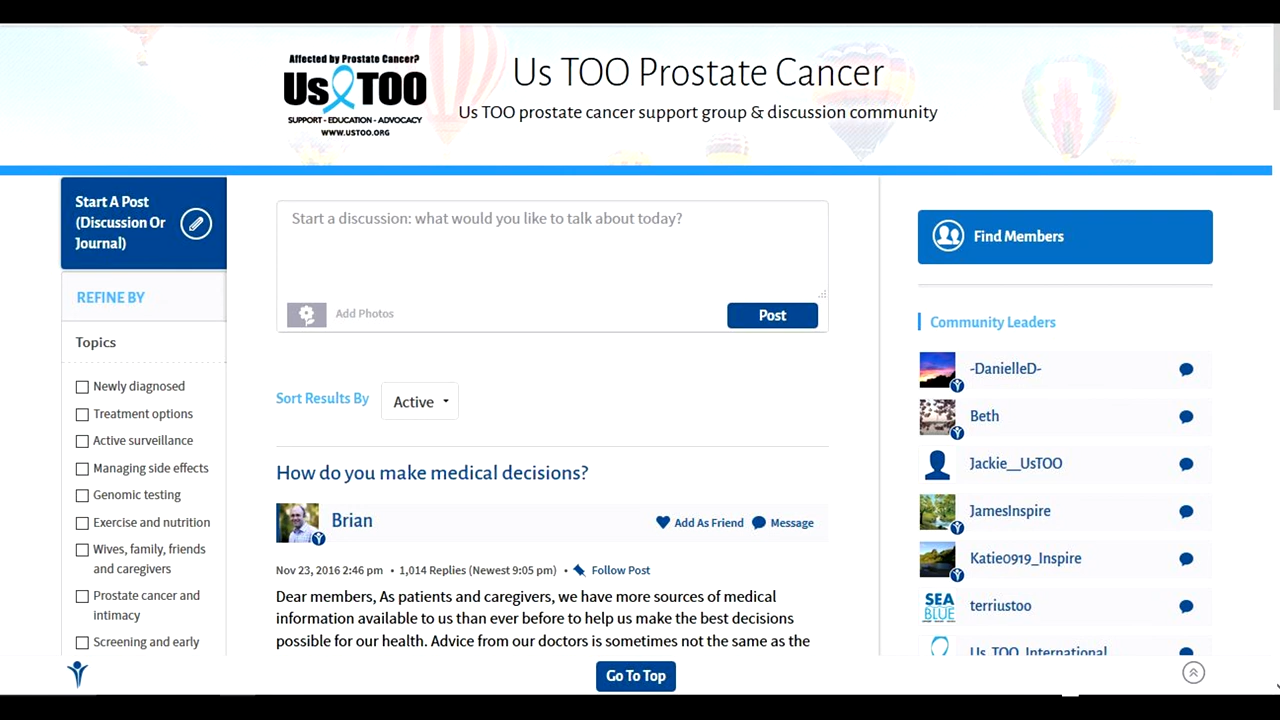 Affected by Prostate Cancer?
Us TOO
SUPPORT - EDUCATION - ADVOCACY
WWW.USTOO.ORG
Us TOO Prostate Cancer
Us TOO prostate cancer support group & discussion community
Start A Post
(Discussion Or
Journal)
REFINE BY
Topics
Newly diagnosed
Treatment options
Active surveillance
Managing side effects
Genomic testing
Exercise and nutrition
Wives, family, friends
and caregivers
Prostate cancer and
intimacy
Screening and early
Start a discussion: what would you like to talk about today?
Add Photos
Post
Sort Results By
Active
How do you make medical decisions?
Brian
Add As Friend
Message
Nov 23, 2016 2:46 pm • 1,014 Replies (Newest 9:05 pm) • Follow Post
Dear members, As patients and caregivers, we have more sources of medical
information available to us than ever before to help us make the best decisions
possible for our health. Advice from our doctors is sometimes not the same as the
Find Members
Community Leaders
-DanielleD-
Beth
Jackie__UsTOO
JamesInspire
Katie0919_Inspire
SEA
BLUE
terriustoo
Us_TOO_International
Go To Top